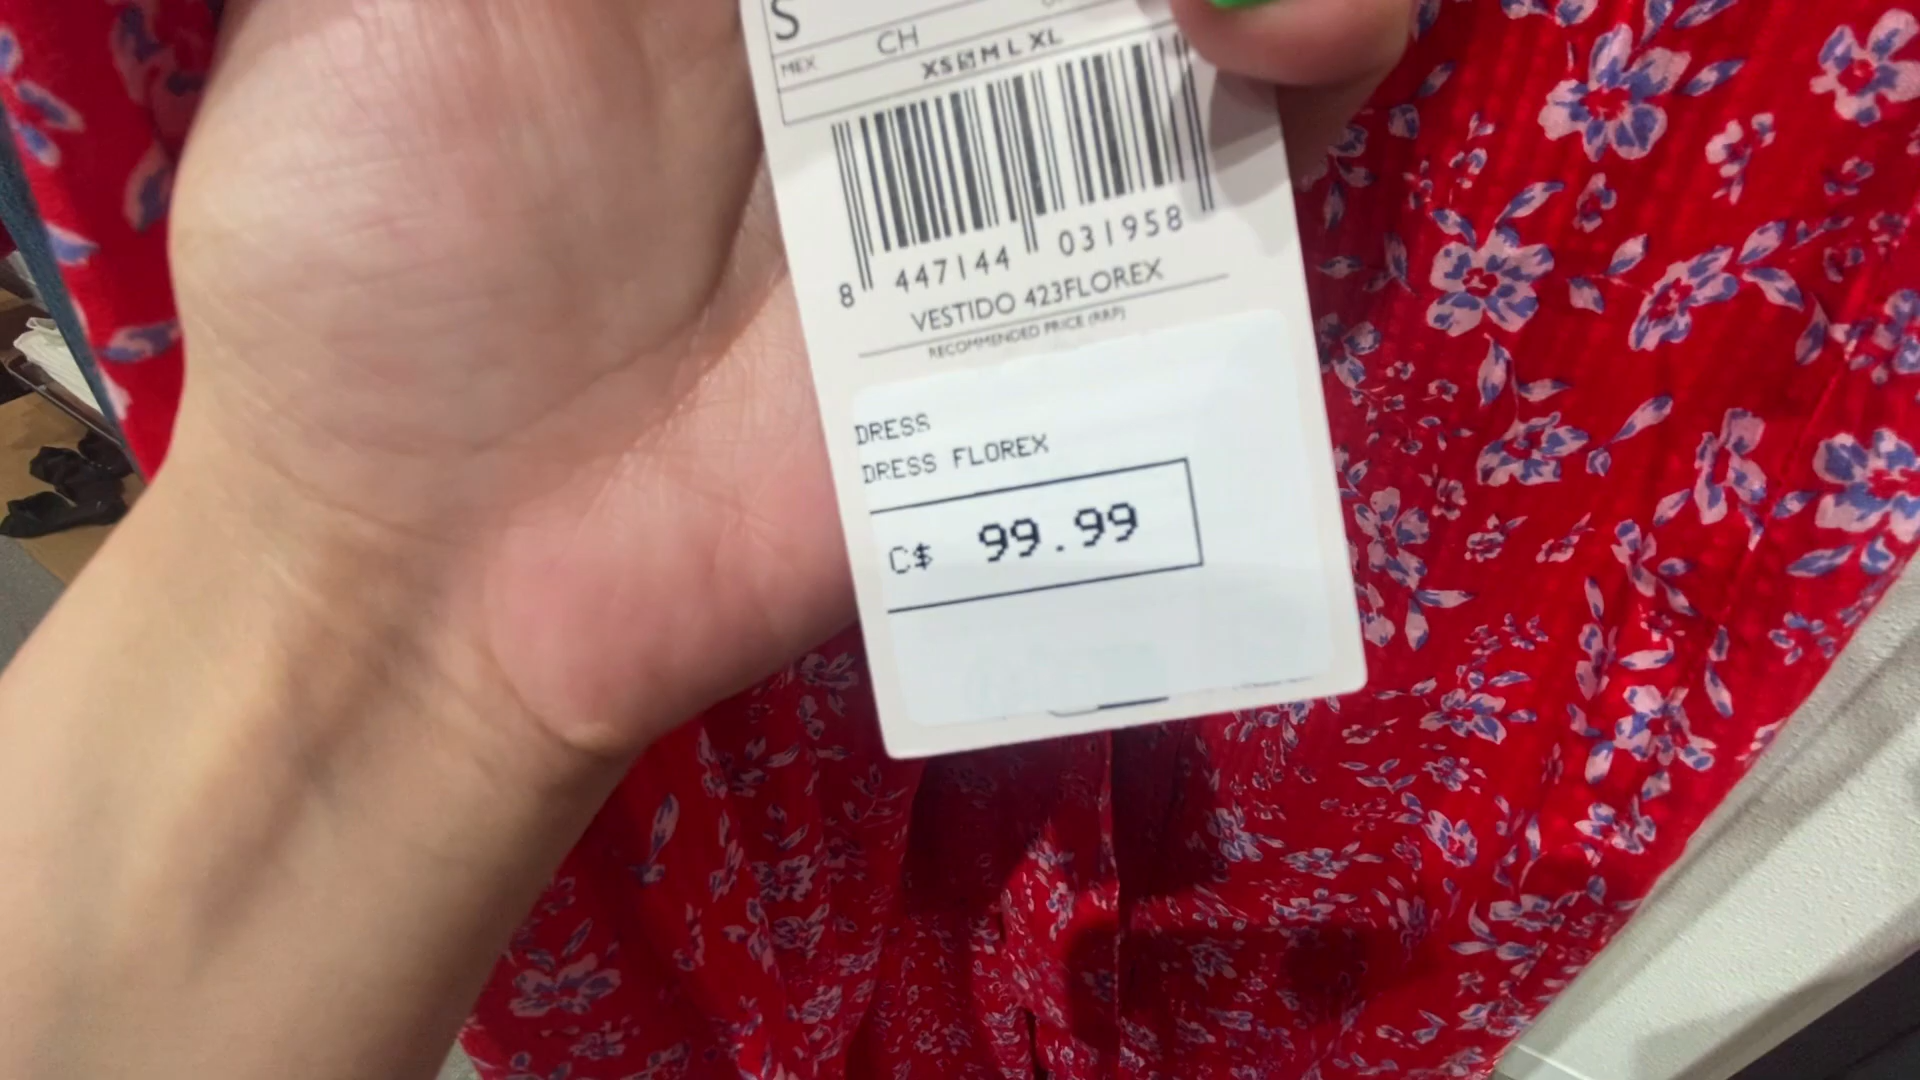 S
MEX CH
XS S M L XL
8 447144 031958
VESTIDO 423FLOREX
RECOMMENDED PRICE (RRP)
DRESS
DRESS FLOREX
C$ 99.99